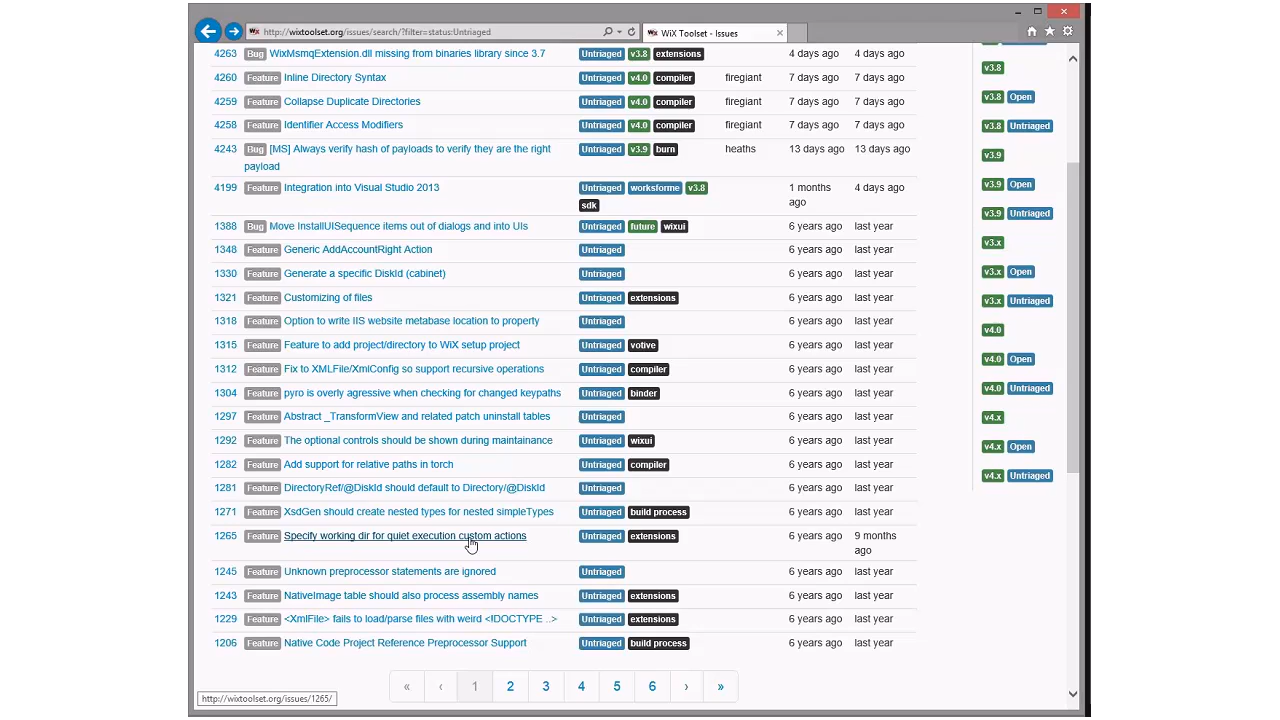 http://wixtoolset.org/issues/search/?filter=status:Untriaged
WiX Toolset - Issues
4263 Bug WixMsmqExtension.dll missing from binaries library since 3.7 Untriaged v3.8 extensions 4 days ago 4 days ago
4260 Feature Inline Directory Syntax Untriaged v4.0 compiler firegiant 7 days ago 7 days ago
4259 Feature Collapse Duplicate Directories Untriaged v4.0 compiler firegiant 7 days ago 7 days ago
4258 Feature Identifier Access Modifiers Untriaged v4.0 compiler firegiant 7 days ago 7 days ago
4243 Bug [MS] Always verify hash of payloads to verify they are the right Untriaged v3.9 burn heaths 13 days ago 13 days ago
payload
4199 Feature Integration into Visual Studio 2013 Untriaged worksforme v3.8 1 months 4 days ago
sdk ago
1388 Bug Move InstallUISequence items out of dialogs and into UIs Untriaged future wixui 6 years ago last year
1348 Feature Generic AddAccountRight Action Untriaged 6 years ago last year
1330 Feature Generate a specific DiskId (cabinet) Untriaged 6 years ago last year
1321 Feature Customizing of files Untriaged extensions 6 years ago last year
1318 Feature Option to write IIS website metabase location to property Untriaged 6 years ago last year
1315 Feature Feature to add project/directory to WiX setup project Untriaged votive 6 years ago last year
1312 Feature Fix to XMLFile/XmlConfig so support recursive operations Untriaged compiler 6 years ago last year
1304 Feature pyro is overly agressive when checking for changed keypaths Untriaged binder 6 years ago last year
1297 Feature Abstract _TransformView and related patch uninstall tables Untriaged 6 years ago last year
1292 Feature The optional controls should be shown during maintainance Untriaged wixui 6 years ago last year
1282 Feature Add support for relative paths in torch Untriaged compiler 6 years ago last year
1281 Feature DirectoryRef/@DiskId should default to Directory/@DiskId Untriaged 6 years ago last year
1271 Feature XsdGen should create nested types for nested simpleTypes Untriaged build process 6 years ago last year
1265 Feature Specify working dir for quiet execution custom actions Untriaged extensions 6 years ago 9 months
ago
1245 Feature Unknown preprocessor statements are ignored Untriaged 6 years ago last year
1243 Feature NativeImage table should also process assembly names Untriaged extensions 6 years ago last year
1229 Feature <XmlFile> fails to load/parse files with weird <!DOCTYPE ..> Untriaged extensions 6 years ago last year
1206 Feature Native Code Project Reference Preprocessor Support Untriaged build process 6 years ago last year
« ‹ 1 2 3 4 5 6 › »
http://wixtoolset.org/issues/1265/
v3.8
v3.8 Open
v3.8 Untriaged
v3.9
v3.9 Open
v3.9 Untriaged
v3.x
v3.x Open
v3.x Untriaged
v4.0
v4.0 Open
v4.0 Untriaged
v4.x
v4.x Open
v4.x Untriaged